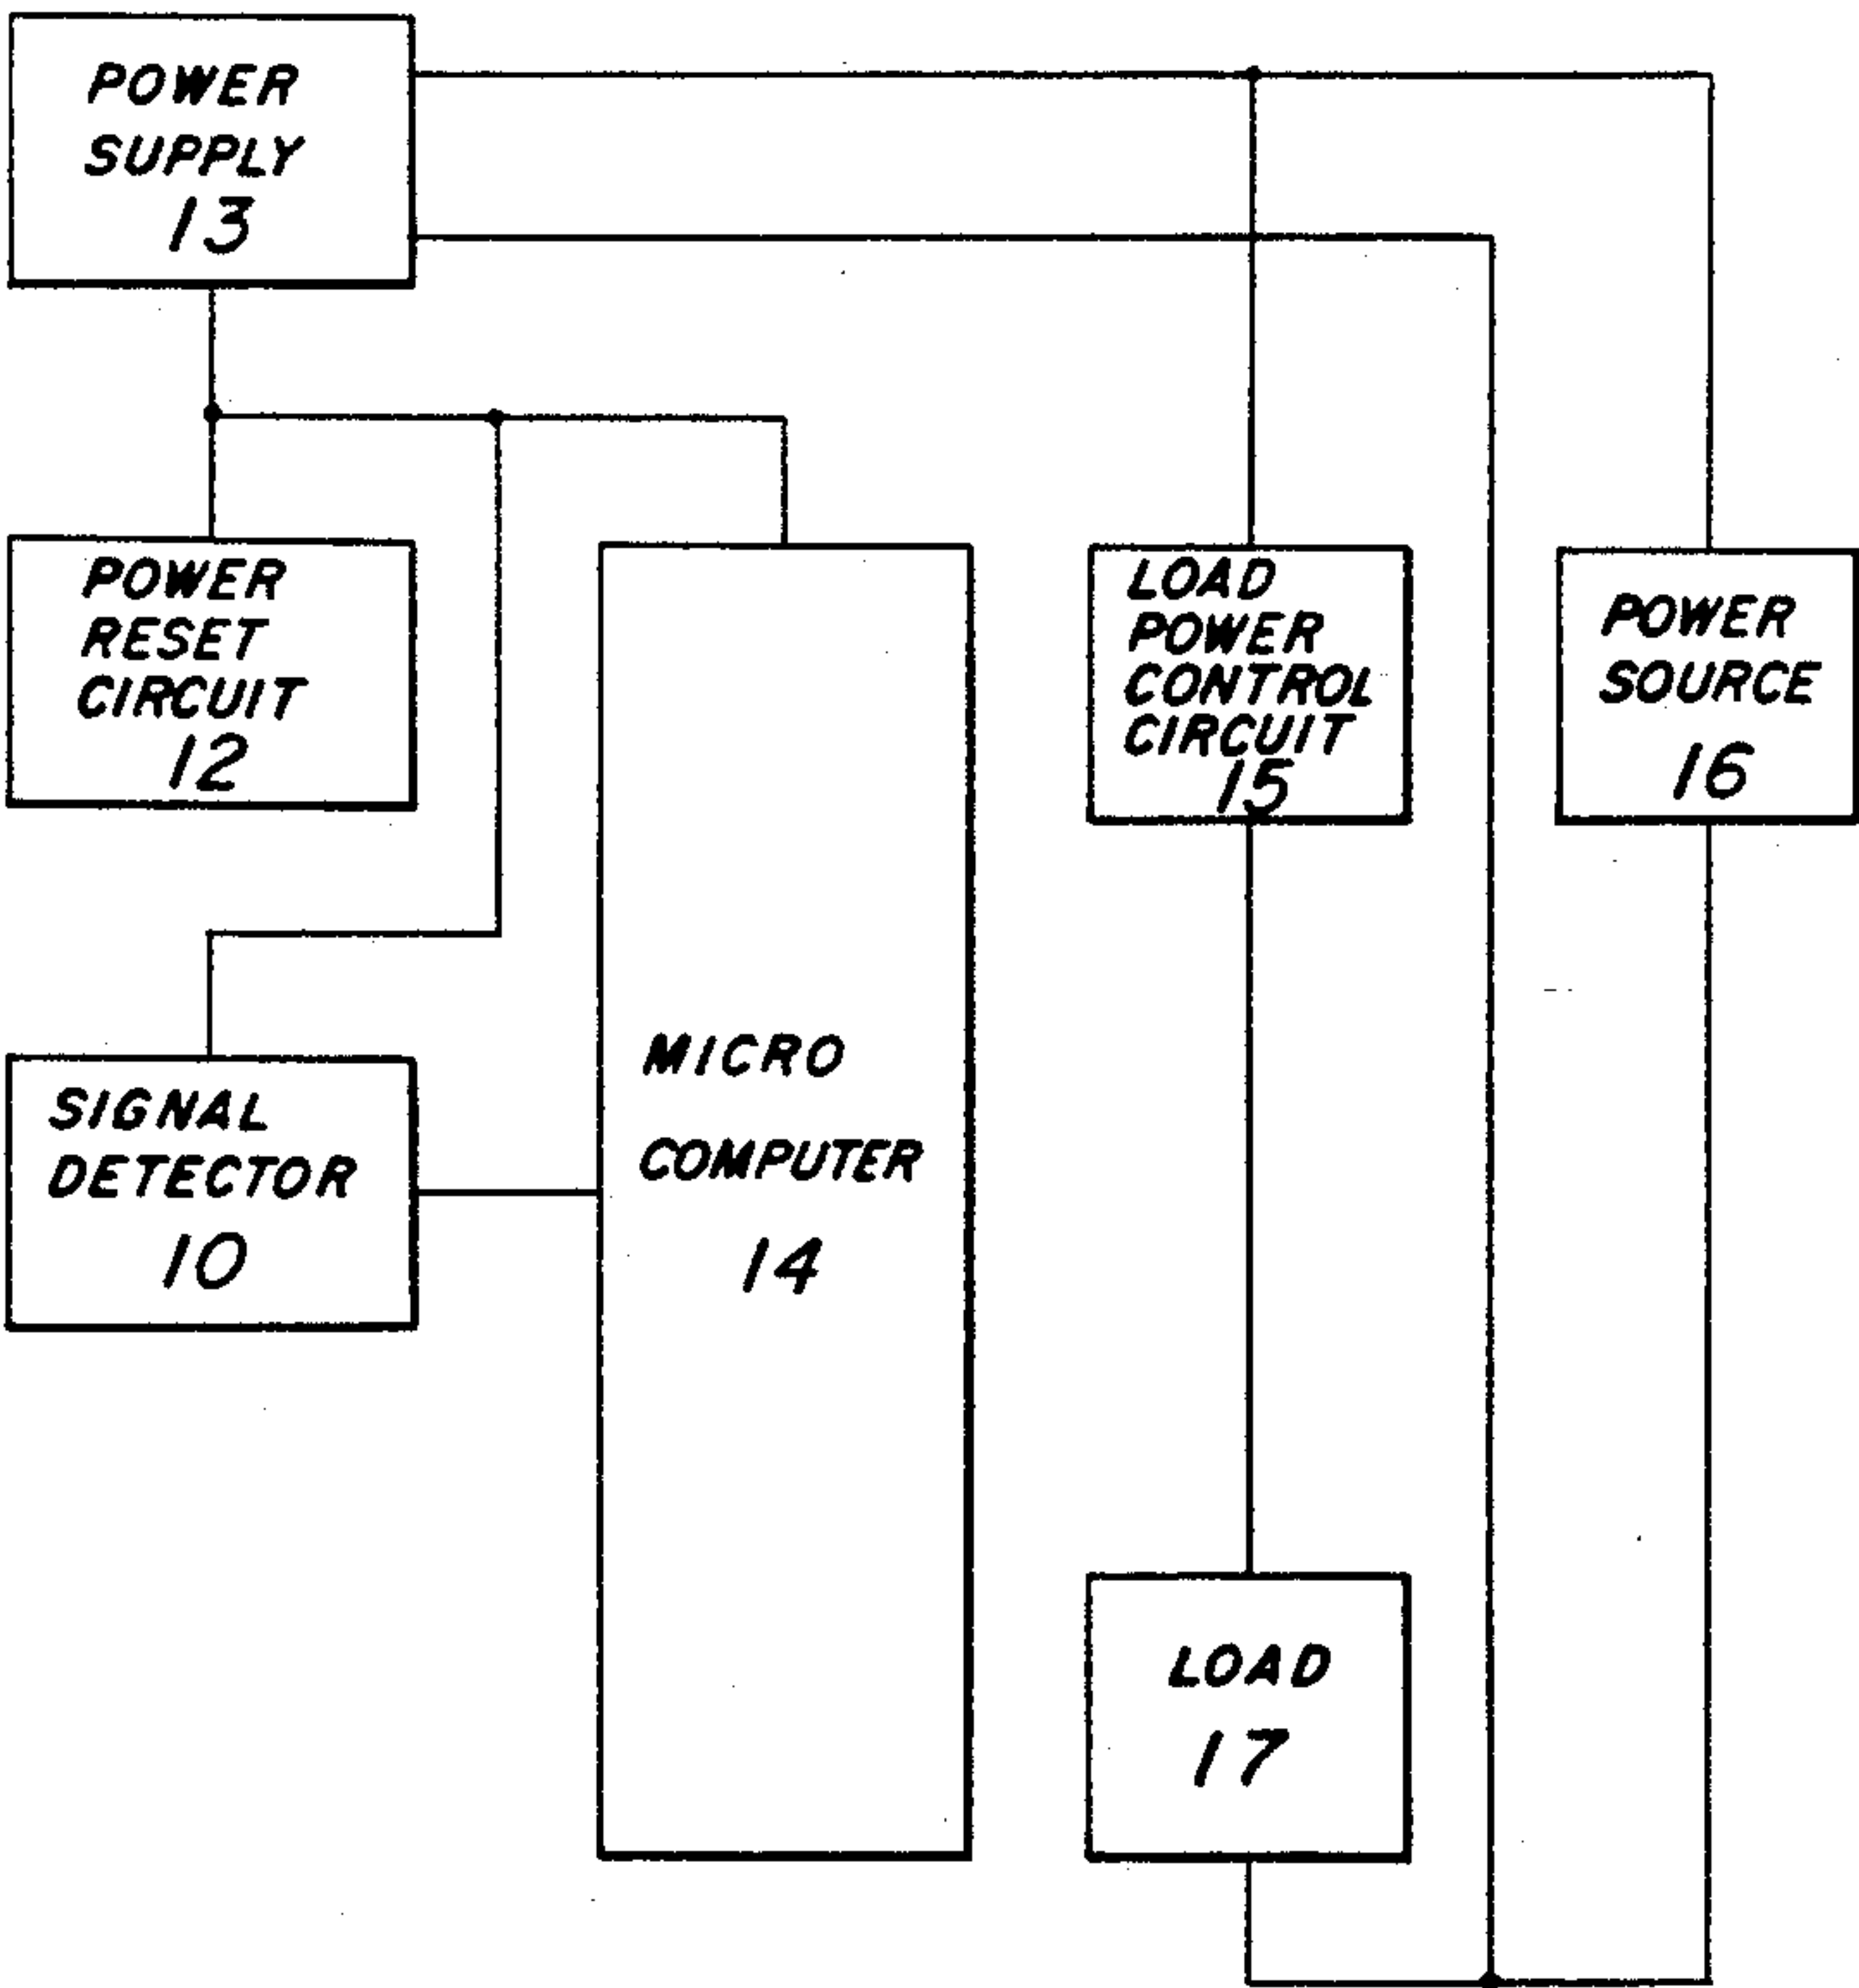 POWER
SUPPLY
13
POWER
RESET
CIRCUIT
12
LOAD
POWER
CONTROL
CIRCUIT
15
POWER
SOURCE
16
SIGNAL
DETECTOR
10
MICRO
COMPUTER
14
LOAD
17